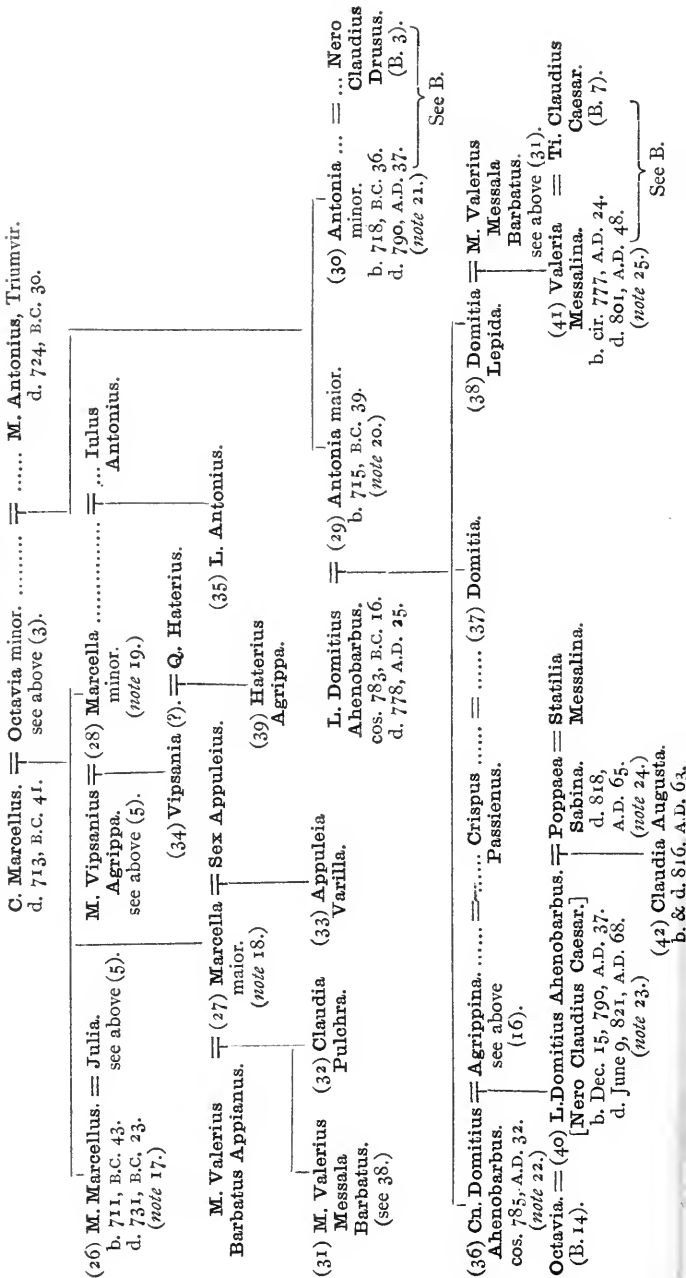 C. Marcellus. = Octavia minor. ......... = ...... M. Antonius, Triumvir.
d. 713, B.C. 41. see above (3). d. 724, B.C. 30.
(26) M. Marcellus. = Julia.
b. 711, B.C. 43. see above (5).
d. 731, B.C. 23.
(note 17.)
M. Vipsanius = (28) Marcella ............... = ... Iulus
Agrippa. minor. Antonius.
see above (5). (note 19.)
(34) Vipsania (?). = Q. Haterius.
(35) L. Antonius.
(39) Haterius
Agrippa.
M. Valerius = (27) Marcella = Sex Appuleius.
Barbatus Appianus. maior.
(note 18.)
(31) M. Valerius
Messala
Barbatus.
(see 38.)
(32) Claudia
Pulchra.
(33) Appuleia
Varilla.
L. Domitius = (29) Antonia maior.
Ahenobarbus. b. 715, B.C. 39.
cos. 783, B.C. 16. (note 20.)
d. 778, A.D. 25.
(30) Antonia ... = ... Nero
minor. Claudius
b. 718, B.C. 36. Drusus.
d. 790, A.D. 37. (B. 3).
(note 21.)
See B.
(36) Cn. Domitius = Agrippina. ...... = ...... Crispus ...... = ...... (37) Domitia.
Ahenobarbus. see above Passienus.
cos. 785, A.D. 32. (16).
(note 22.)
(38) Domitia = M. Valerius
Lepida. Messala
Barbatus.
see above (31).
Octavia. = (40) L.Domitius Ahenobarbus. = Poppaea = Statilia
(B. 14). [Nero Claudius Caesar.] Sabina. Messalina.
b. Dec. 15, 790, A.D. 37. d. 818,
d. June 9, 821, A.D. 68. A.D. 65.
(note 23.) (note 24.)
(42) Claudia Augusta.
b. & d. 816, A.D. 63.
(41) Valeria = Ti. Claudius
Messalina. Caesar.
b. cir. 777, A.D. 24. (B. 7).
d. 801, A.D. 48.
(note 25.)
See B.